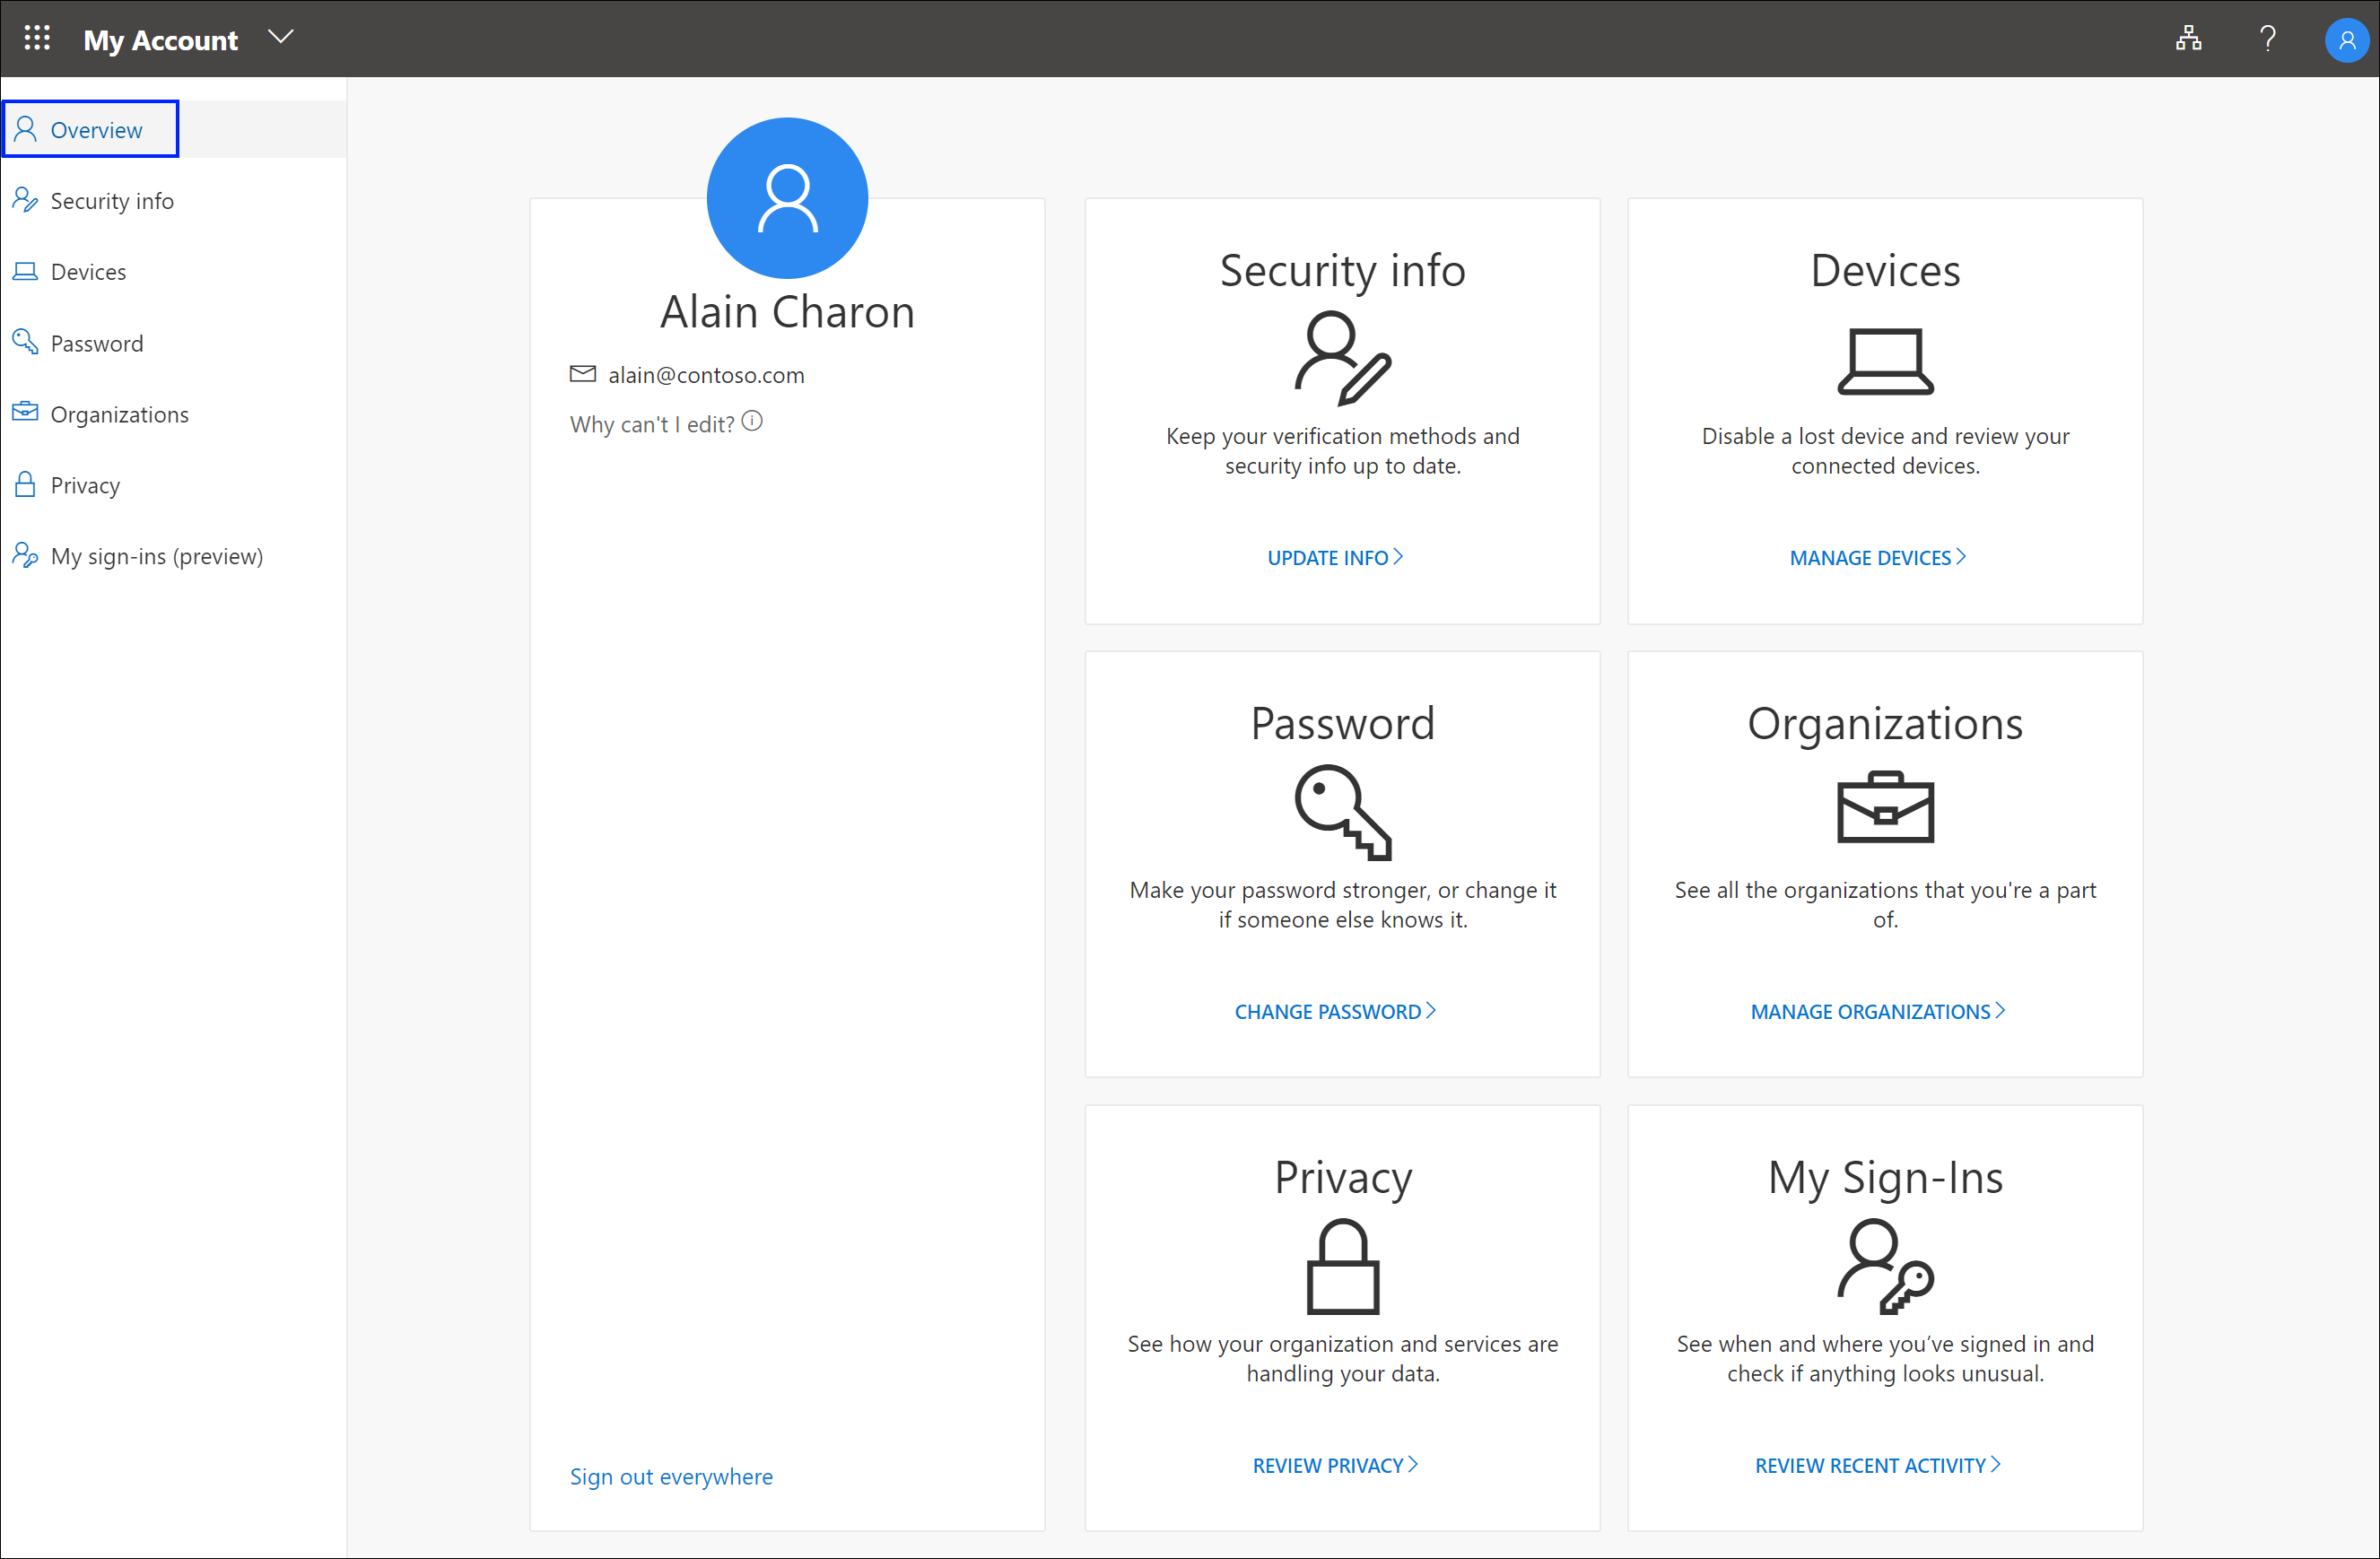 My Account
Overview
Security info
Devices
Password
Organizations
Privacy
My sign-ins (preview)
Alain Charon
alain@contoso.com
Why can't I edit?
Sign out everywhere
Security info
Keep your verification methods and
security info up to date.
UPDATE INFO
Devices
Disable a lost device and review your
connected devices.
MANAGE DEVICES
Password
Make your password stronger, or change it
if someone else knows it.
CHANGE PASSWORD
Organizations
See all the organizations that you're a part
of.
MANAGE ORGANIZATIONS
Privacy
See how your organization and services are
handling your data.
REVIEW PRIVACY
My Sign-Ins
See when and where you’ve signed in and
check if anything looks unusual.
REVIEW RECENT ACTIVITY